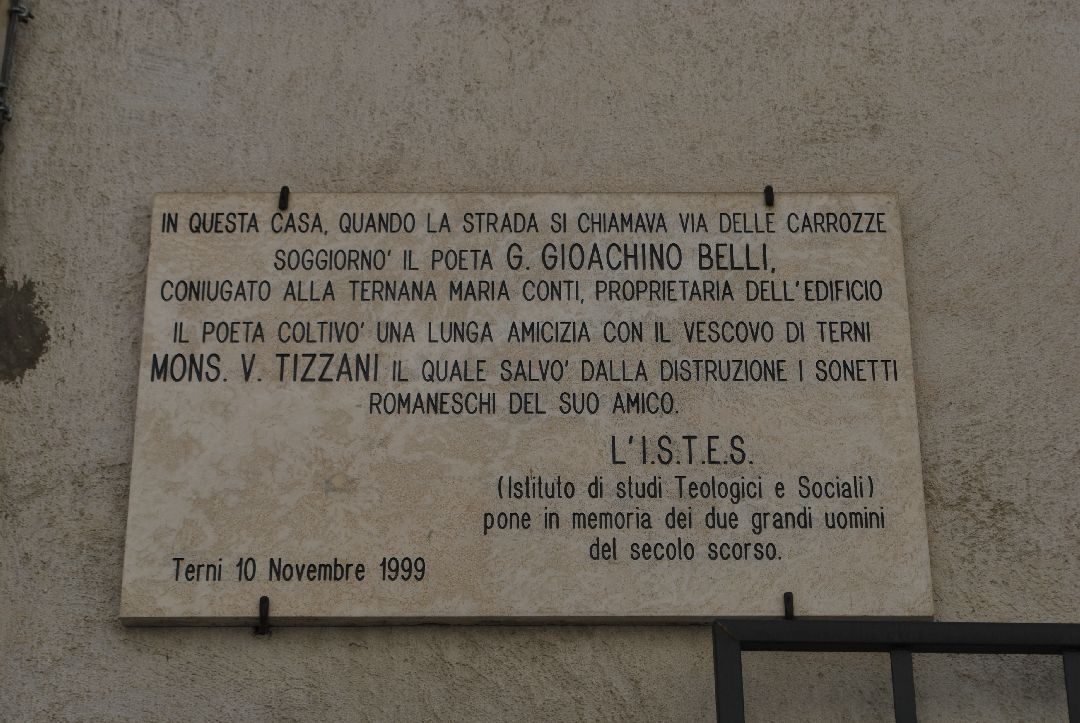 IN QUESTA CASA, QUANDO LA STRADA SI CHIAMAVA VIA DELLE CARROZZE
SOGGIORNO' IL POETA G. GIOACHINO BELLI,
CONIUGATO ALLA TERNANA MARIA CONTI, PROPRIETARIA DELL'EDIFICIO
IL POETA COLTIVO' UNA LUNGA AMICIZIA CON IL VESCOVO DI TERNI
MONS. V. TIZZANI IL QUALE SALVO' DALLA DISTRUZIONE I SONETTI
ROMANESCHI DEL SUO AMICO.
L'I.S.T.E.S.
(Istituto di studi Teologici e Sociali)
pone in memoria dei due grandi uomini
del secolo scorso.
Terni 10 Novembre 1999